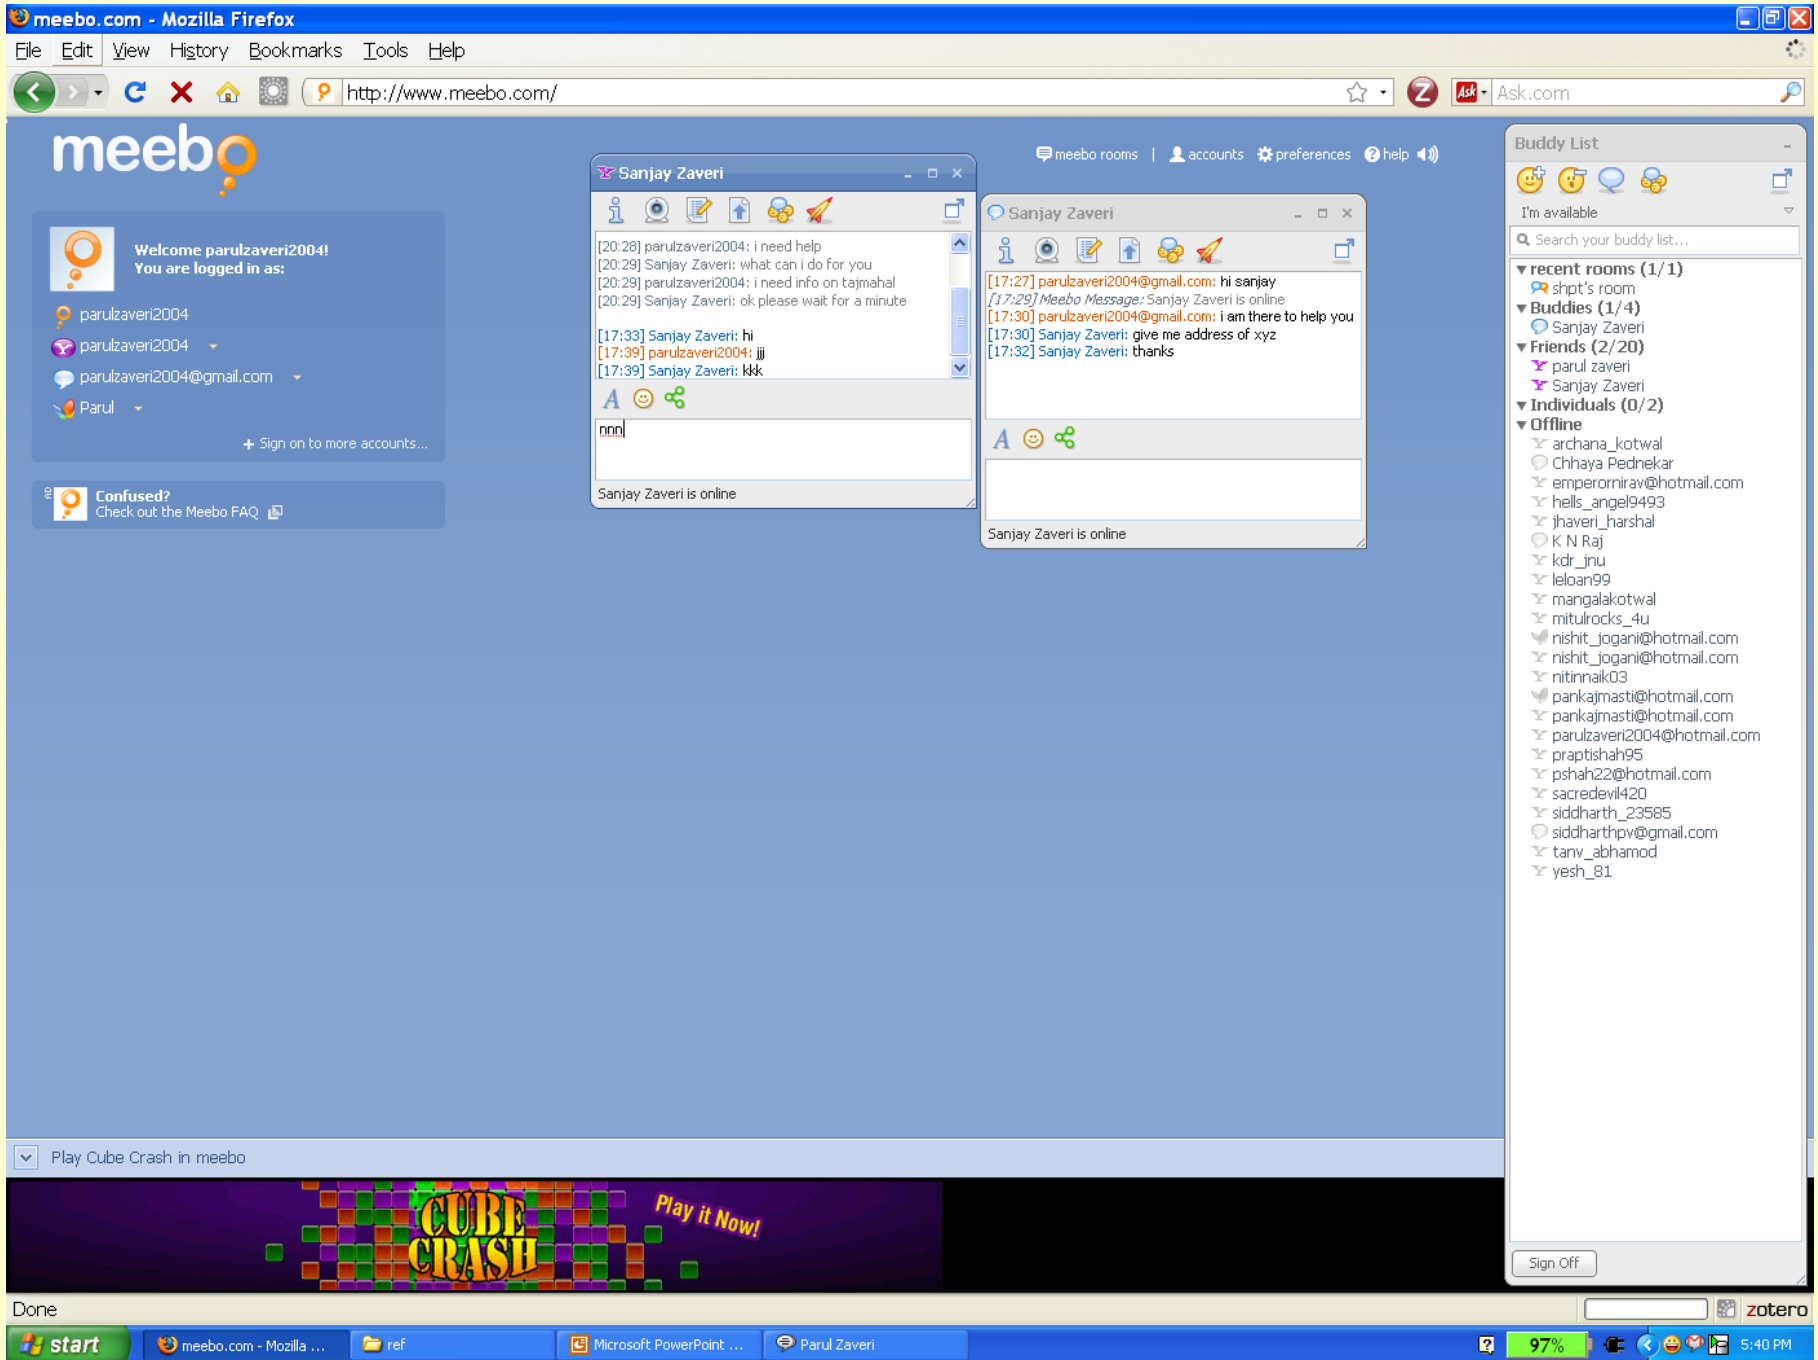 meebo.com - Mozilla Firefox
File Edit View History Bookmarks Tools Help
http://www.meebo.com/
Ask Ask.com
meebo
meebo rooms | accounts preferences help
Welcome parulzaveri2004!
You are logged in as:
parulzaveri2004
parulzaveri2004
parulzaveri2004@gmail.com
Parul
+ Sign on to more accounts...
AD
Confused?
Check out the Meebo FAQ
Sanjay Zaveri
[20:28] parulzaveri2004: i need help
[20:29] Sanjay Zaveri: what can i do for you
[20:29] parulzaveri2004: i need info on tajmahal
[20:29] Sanjay Zaveri: ok please wait for a minute
[17:33] Sanjay Zaveri: hi
[17:39] parulzaveri2004: jjj
[17:39] Sanjay Zaveri: kkk
A
nnn
Sanjay Zaveri is online
Sanjay Zaveri
[17:27] parulzaveri2004@gmail.com: hi sanjay
[17:29] Meebo Message: Sanjay Zaveri is online
[17:30] parulzaveri2004@gmail.com: i am there to help you
[17:30] Sanjay Zaveri: give me address of xyz
[17:32] Sanjay Zaveri: thanks
A
Sanjay Zaveri is online
Buddy List
I'm available
Search your buddy list...
recent rooms (1/1)
shpt's room
Buddies (1/4)
Sanjay Zaveri
Friends (2/20)
parul zaveri
Sanjay Zaveri
Individuals (0/2)
Offline
archana_kotwal
Chhaya Pednekar
emperornirav@hotmail.com
hells_angel9493
jhaveri_harshal
K N Raj
kdr_jnu
leloan99
mangalakotwal
mitulrocks_4u
nishit_jogani@hotmail.com
nishit_jogani@hotmail.com
nitinnaik03
pankajmasti@hotmail.com
pankajmasti@hotmail.com
parulzaveri2004@hotmail.com
praptishah95
pshah22@hotmail.com
sacredevil420
siddharth_23585
siddharthpv@gmail.com
tanv_abhamod
yesh_81
Sign Off
Play Cube Crash in meebo
CUBE
CRASH
Play it Now!
Done
zotero
start
meebo.com - Mozilla ...
ref
Microsoft PowerPoint ...
Parul Zaveri
97%
5:40 PM